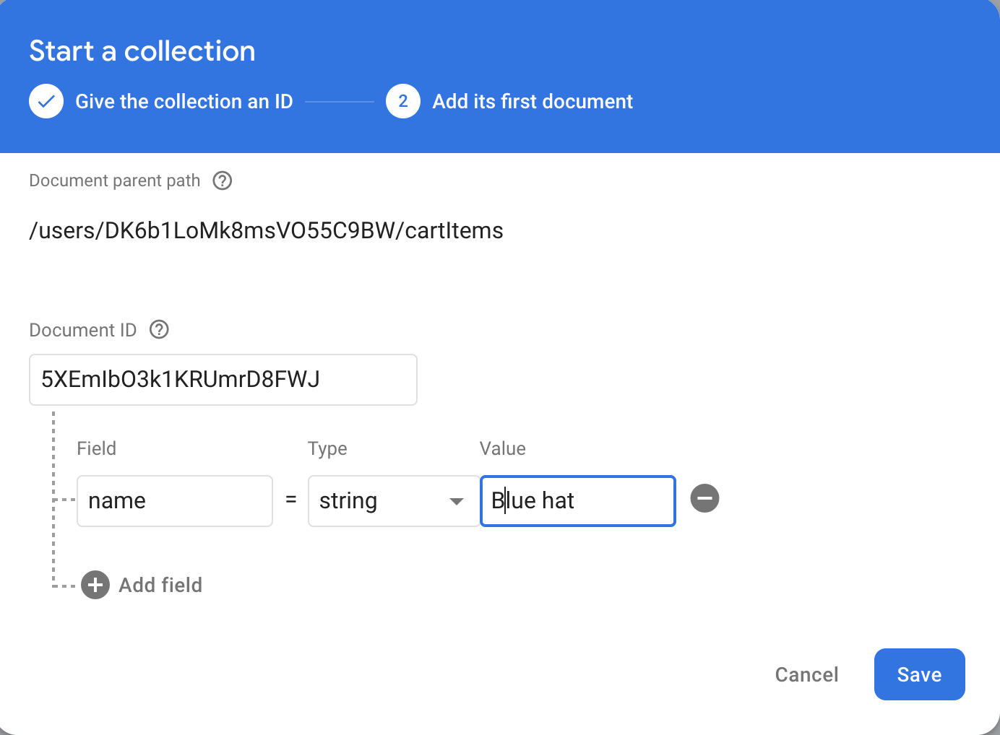 Start a collection
Give the collection an ID 2 Add its first document
Document parent path ?
/users/DK6b1LoMk8msVO55C9BW/cartItems
Document ID ?
5XEmIbO3k1KRUmrD8FWJ
Field Type Value
name = string Blue hat
Add field
Cancel Save